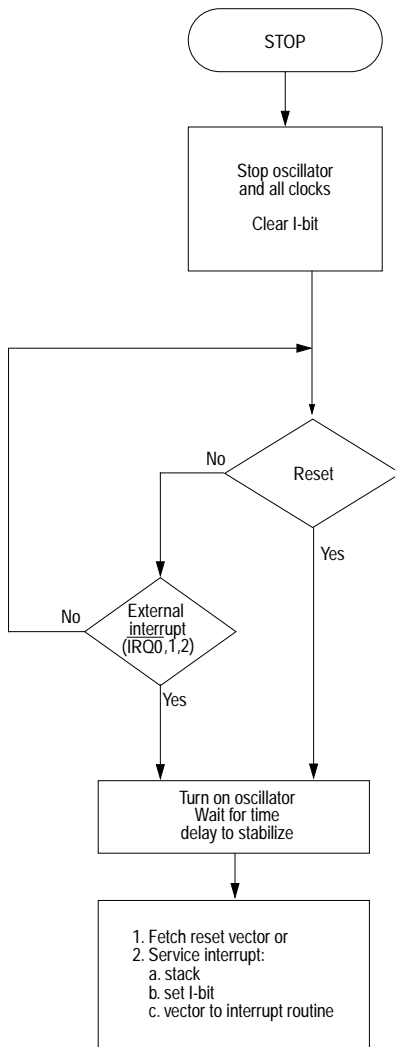 STOP
Stop oscillator
and all clocks
Clear I-bit
Reset
No
Yes
External
interrupt
(IRQ0,1,2)
No
Yes
Turn on oscillator
Wait for time
delay to stabilize
1. Fetch reset vector or
2. Service interrupt:
a. stack
b. set I-bit
c. vector to interrupt routine